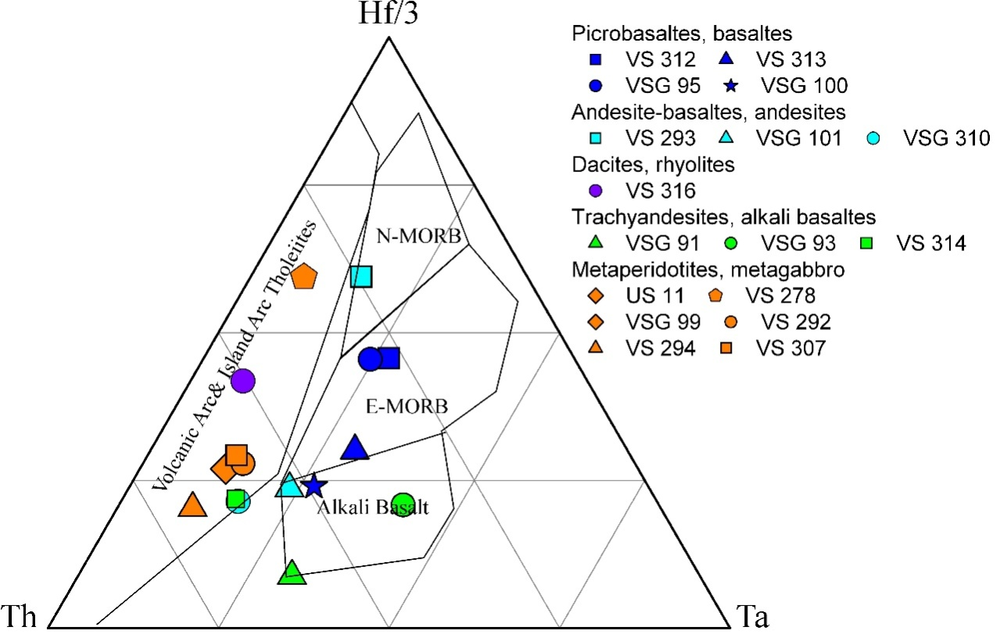 Hf/3
Picrobasaltes, basaltes
VS 312 VS 313
VSG 95 VSG 100
Andesite-basaltes, andesites
VS 293 VSG 101 VSG 310
Dacites, rhyolites
VS 316
Trachyandesites, alkali basaltes
VSG 91 VSG 93 VS 314
Metaperidotites, metagabbro
US 11 VS 278
VSG 99 VS 292
VS 294 VS 307
N-MORB
Volcanic Arc& Island Arc Tholeiites
E-MORB
Alkali Basalt
Th
Ta